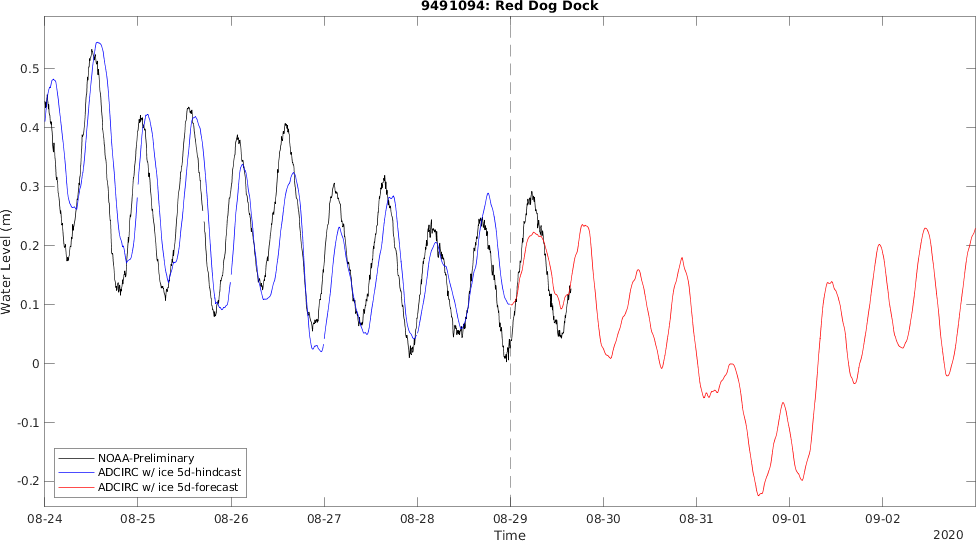 9491094: Red Dog Dock
Water Level (m)
0.5
0.4
0.3
0.2
0.1
0
-0.1
-0.2
NOAA-Preliminary
ADCIRC w/ ice 5d-hindcast
ADCIRC w/ ice 5d-forecast
08-24 08-25 08-26 08-27 08-28 08-29 08-30 08-31 09-01 09-02
Time
2020